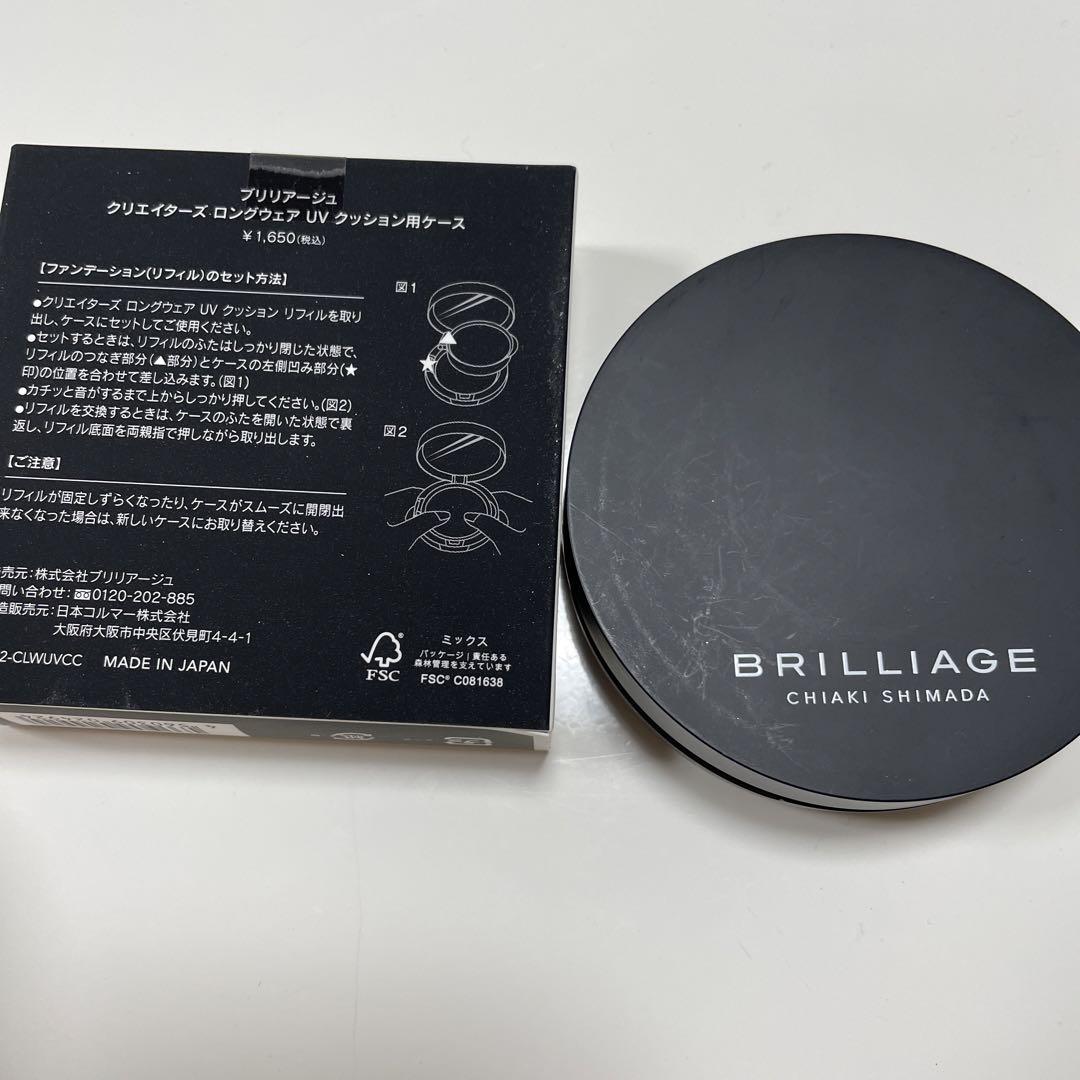 ブリリアージュ
クリエイターズ ロングウェア UV クッション用ケース
¥1,650(税込)
【ファンデーション(リフィル)のセット方法】
●クリエイターズ ロングウェア UV クッション リフィルを取り
出し、ケースにセットしてご使用ください。
●セットするときは、リフィルのふたはしっかり閉じた状態で、
リフィルのつなぎ部分(▲部分)とケースの左側凹み部分(★
印)の位置を合わせて差し込みます。(図1)
●カチッと音がするまで上からしっかり押してください。(図2)
●リフィルを交換するときは、ケースのふたを開いた状態で裏
返し、リフィル底面を両親指で押しながら取り出します。
図1
図2
【ご注意】
リフィルが固定しずらくなったり、ケースがスムーズに開閉出
来なくなった場合は、新しいケースにお取り替えください。
売元:株式会社ブリリアージュ
問い合わせ:0120-202-885
造販売元:日本コルマー株式会社
大阪府大阪市中央区伏見町4-4-1
2-CLWUVCC MADE IN JAPAN
FSC
ミックス
パッケージ|責任ある
森林管理を支えています
FSC® C081638
BRILLIAGE
CHIAKI SHIMADA